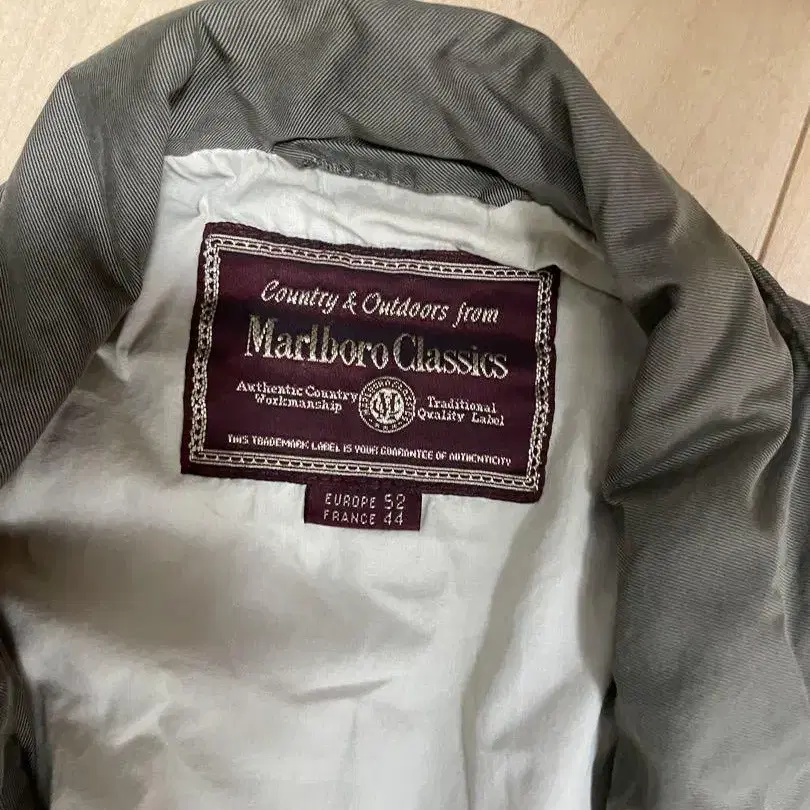 Country & Outdoors from
Marlboro Classics
Authentic Country
Workmanship
Traditional
Quality Label
THIS TRADEMARK LABEL IS YOUR GUARANTEE OF AUTHENTICITY
EUROPE 52
FRANCE 44